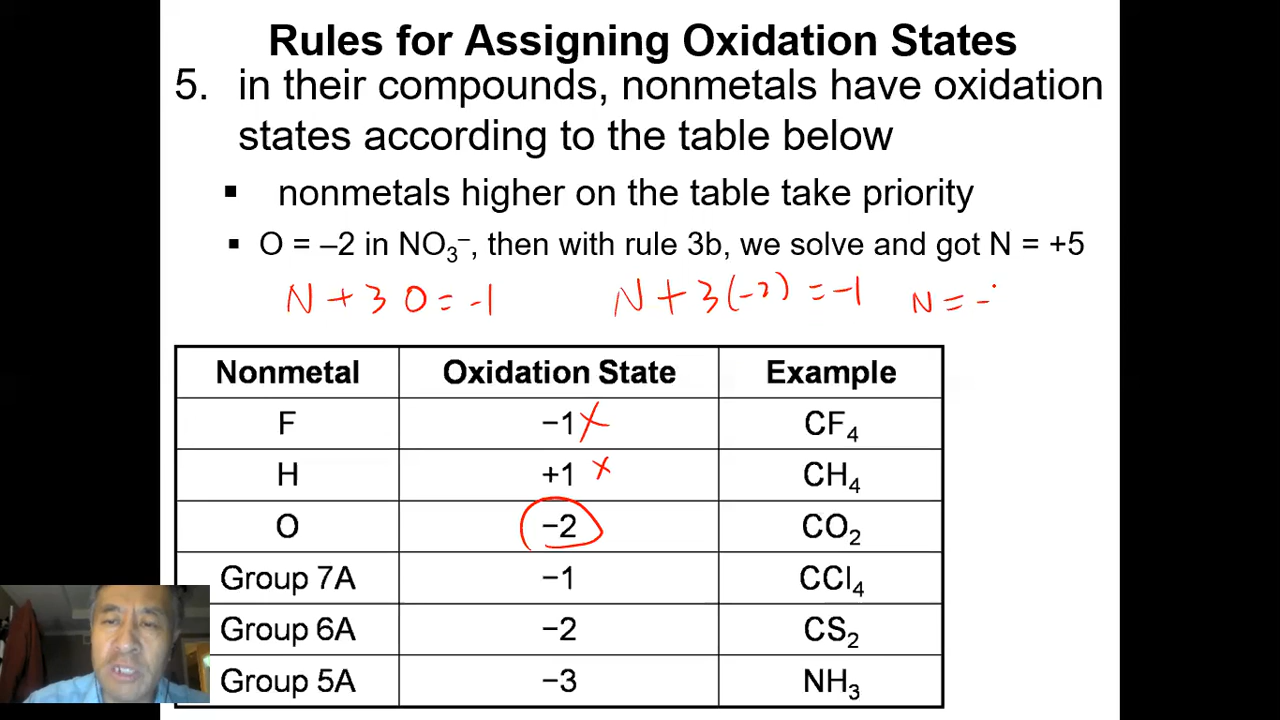 Rules for Assigning Oxidation States
5. in their compounds, nonmetals have oxidation
states according to the table below
▪ nonmetals higher on the table take priority
▪ O = –2 in NO₃⁻, then with rule 3b, we solve and got N = +5
N + 3 O = -1 N + 3(-2) = -1 N = -
Nonmetal Oxidation State Example
F −1 × CF₄
H +1 × CH₄
O −2 CO₂
Group 7A −1 CCl₄
Group 6A −2 CS₂
Group 5A −3 NH₃